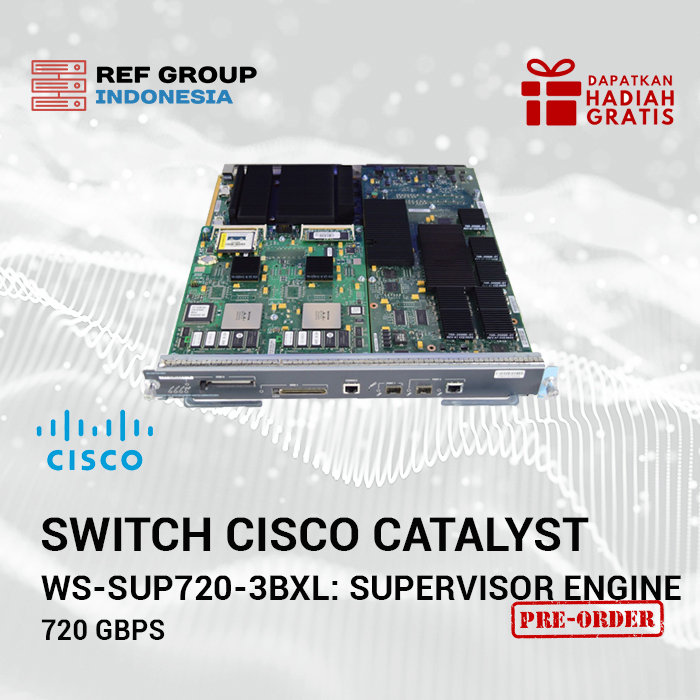 REF GROUP
INDONESIA
DAPATKAN
HADIAH
GRATIS
CISCO
SWITCH CISCO CATALYST
WS-SUP720-3BXL: SUPERVISOR ENGINE
720 GBPS
PRE-ORDER